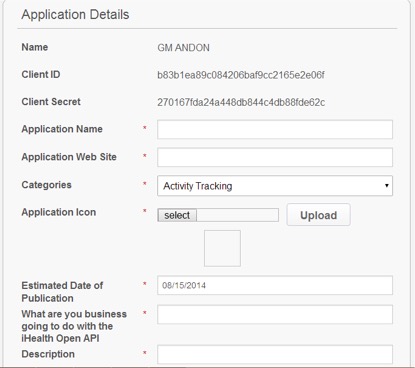 Application Details
Name GM ANDON
Client ID b83b1ea89c084206baf9cc2165e2e06f
Client Secret 270167fda24a448db844c4db88fde62c
Application Name *
Application Web Site *
Categories * Activity Tracking
Application Icon * select Upload
Estimated Date of
Publication * 08/15/2014
What are you business
going to do with the
iHealth Open API *
Description *